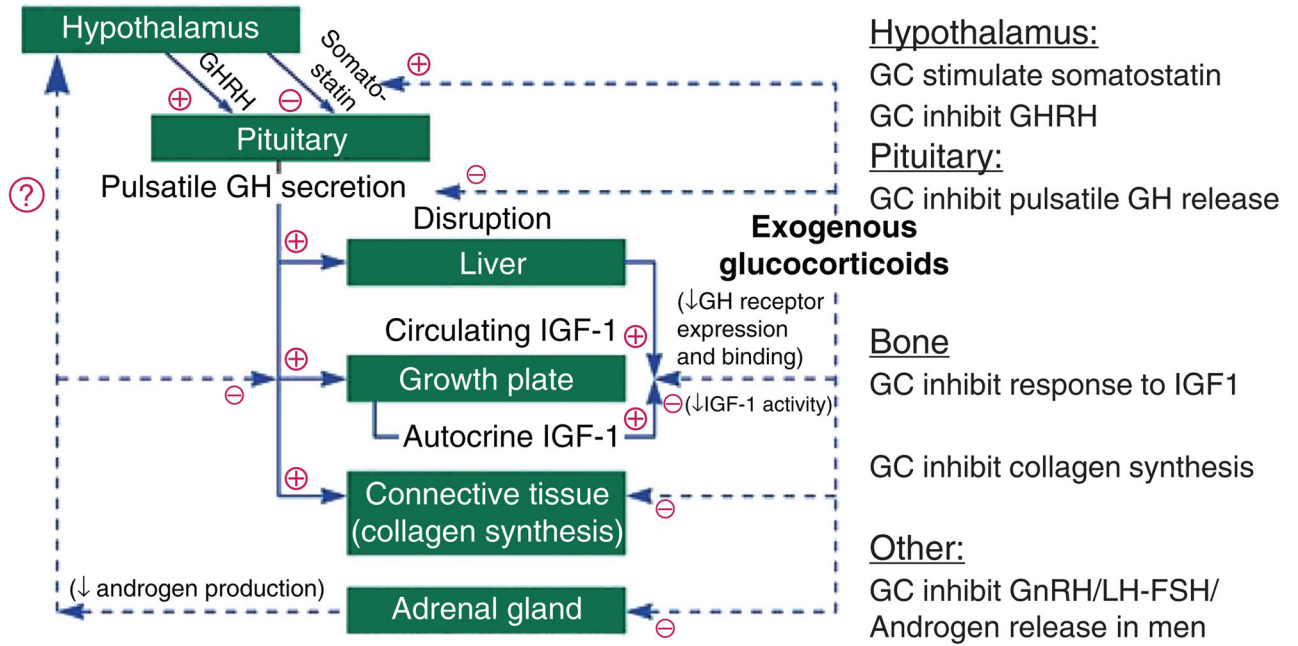 Hypothalamus
GHRH
Somato-
statin
⊕
⊕
⊖
Pituitary
?
Pulsatile GH secretion
⊖
Disruption
⊕
Liver
Exogenous
glucocorticoids
(↓GH receptor
expression
and binding)
Circulating IGF-1
⊕
⊕
Growth plate
⊖
⊖
(↓IGF-1 activity)
Autocrine IGF-1
⊕
⊕
Connective tissue
(collagen synthesis)
⊖
(↓ androgen production)
Adrenal gland
⊖
Hypothalamus:
GC stimulate somatostatin
GC inhibit GHRH
Pituitary:
GC inhibit pulsatile GH release
Bone
GC inhibit response to IGF1
GC inhibit collagen synthesis
Other:
GC inhibit GnRH/LH-FSH/
Androgen release in men